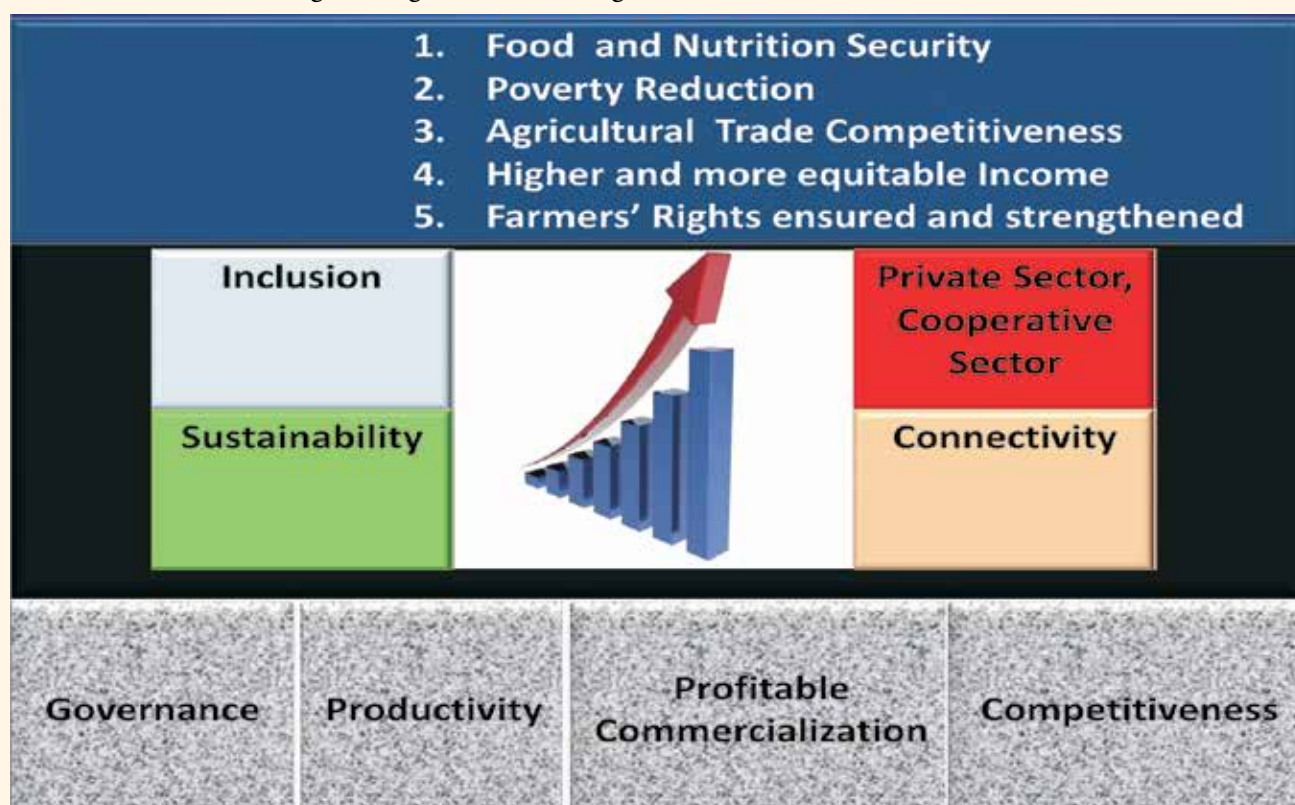 1. Food and Nutrition Security
2. Poverty Reduction
3. Agricultural Trade Competitiveness
4. Higher and more equitable Income
5. Farmers’ Rights ensured and strengthened
Inclusion
Private Sector,
Cooperative
Sector
Sustainability
Connectivity
Governance
Productivity
Profitable
Commercialization
Competitiveness